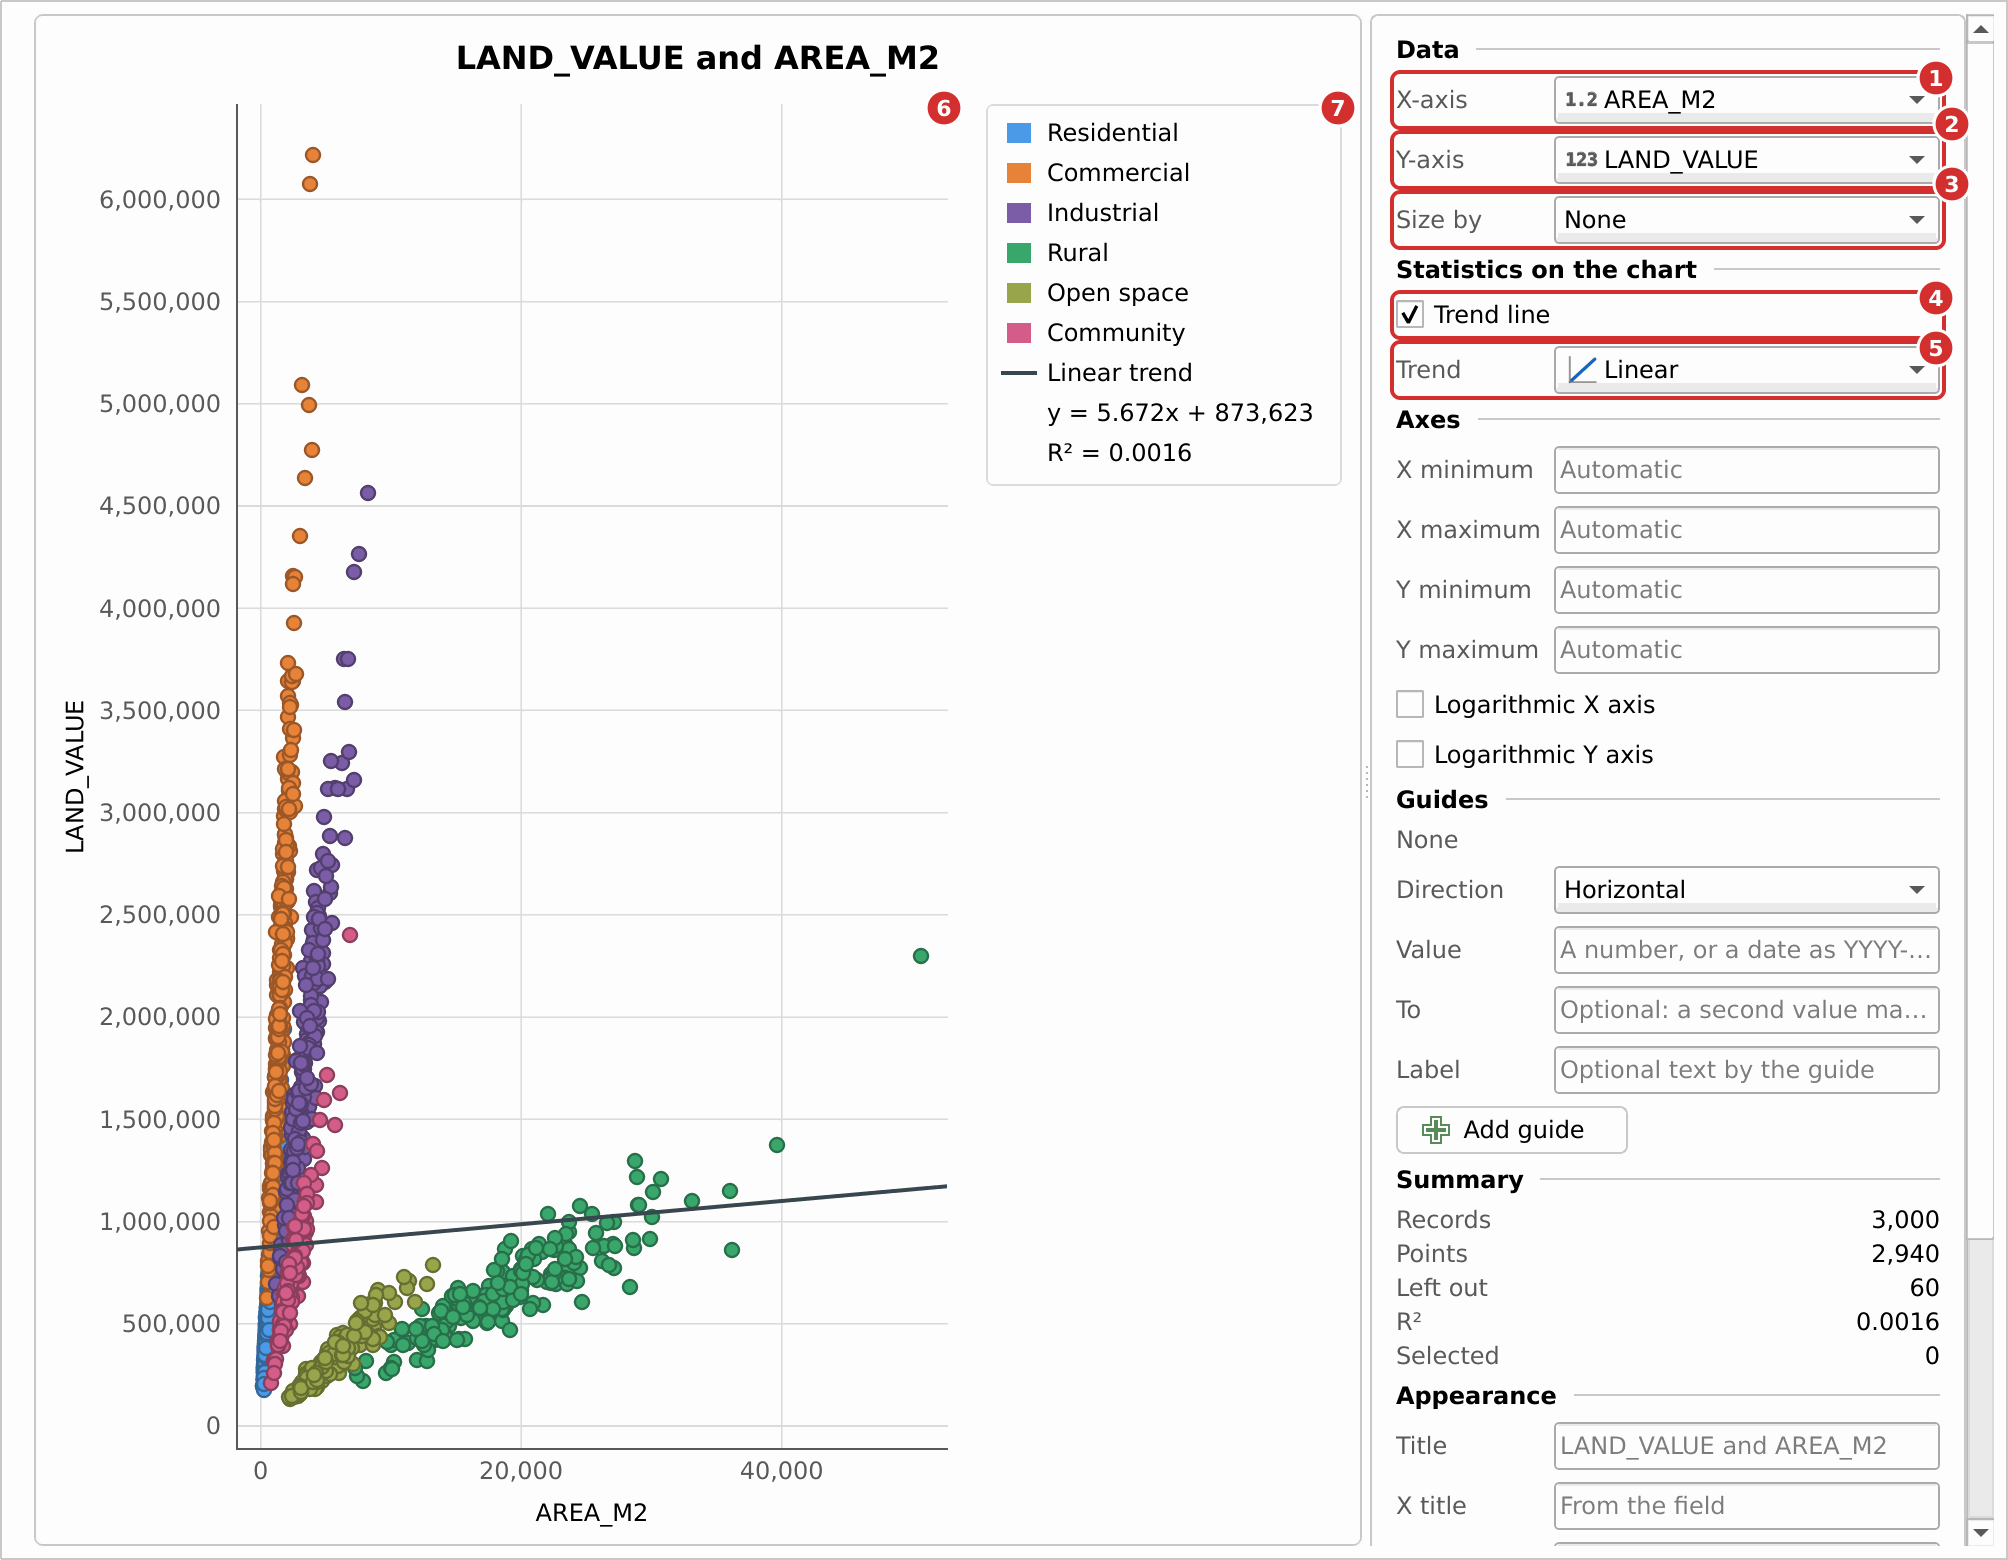 LAND_VALUE and AREA_M2
6
7
6,000,000
5,500,000
5,000,000
4,500,000
4,000,000
3,500,000
3,000,000
2,500,000
2,000,000
1,500,000
1,000,000
500,000
0
LAND_VALUE
0
20,000
40,000
AREA_M2
Residential
Commercial
Industrial
Rural
Open space
Community
Linear trend
y = 5.672x + 873,623
R² = 0.0016
Data
1
X-axis 1.2 AREA_M2
2
Y-axis 123 LAND_VALUE
3
Size by None
Statistics on the chart
4
Trend line
5
Trend Linear
Axes
X minimum Automatic
X maximum Automatic
Y minimum Automatic
Y maximum Automatic
Logarithmic X axis
Logarithmic Y axis
Guides
None
Direction Horizontal
Value A number, or a date as YYYY-...
To Optional: a second value ma...
Label Optional text by the guide
Add guide
Summary
Records 3,000
Points 2,940
Left out 60
R² 0.0016
Selected 0
Appearance
Title LAND_VALUE and AREA_M2
X title From the field